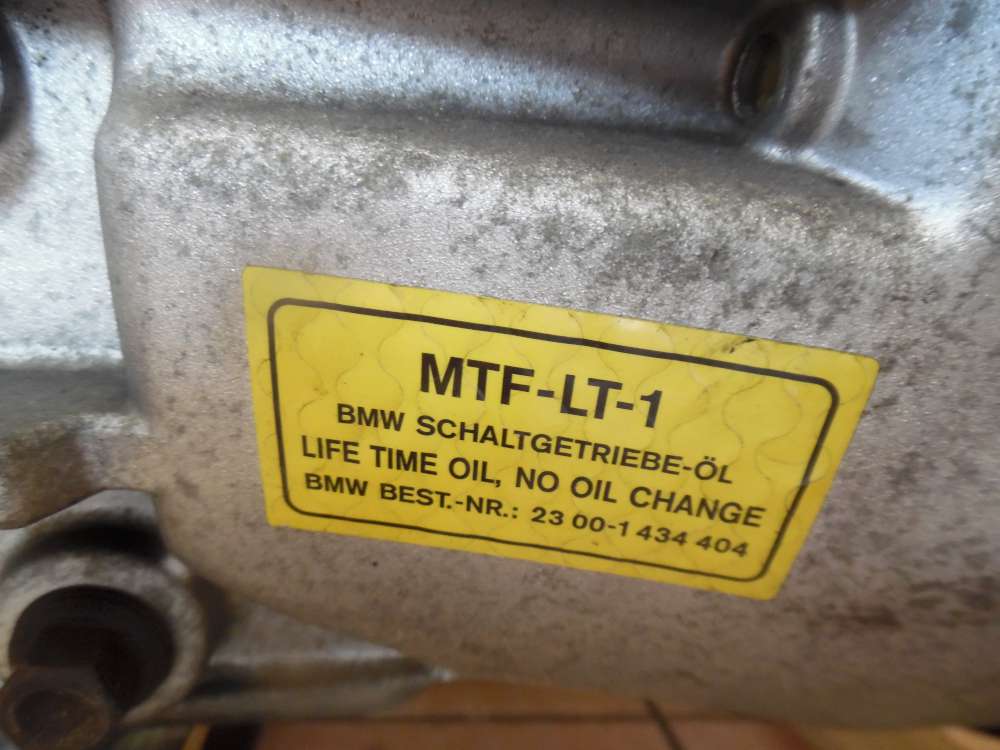 MTF-LT-1
BMW SCHALTGETRIEBE-ÖL
LIFE TIME OIL, NO OIL CHANGE
BMW BEST.-NR.: 23 00-1 434 404